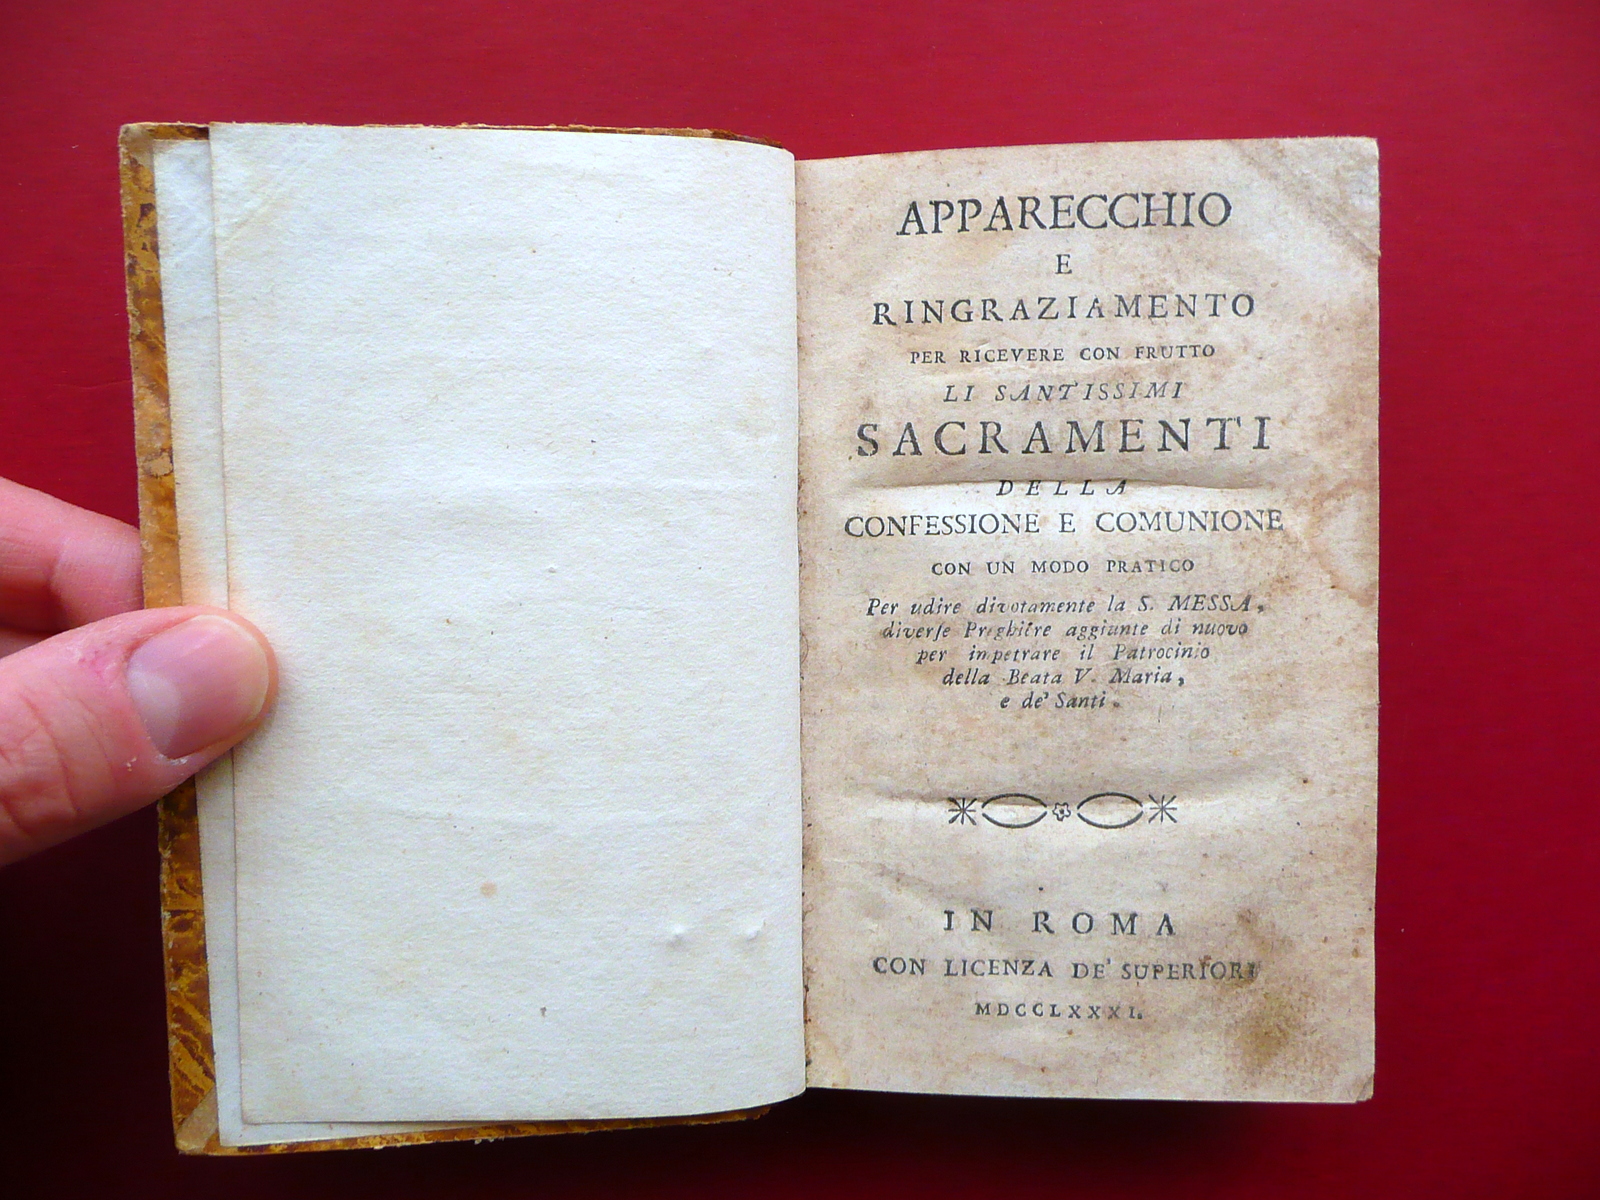 APPARECCHIO
E
RINGRAZIAMENTO
PER RICEVERE CON FRUTTO
LI SANTISSIMI
SACRAMENTI
DELLA
CONFESSIONE E COMUNIONE
CON UN MODO PRATICO
Per udire divotamente la S. MESSA,
diverse Preghiere aggiunte di nuovo
per impetrare il Patrocinio
della Beata V. Maria,
e de' Santi.
IN ROMA
CON LICENZA DE' SUPERIORI
MDCCLXXXI.